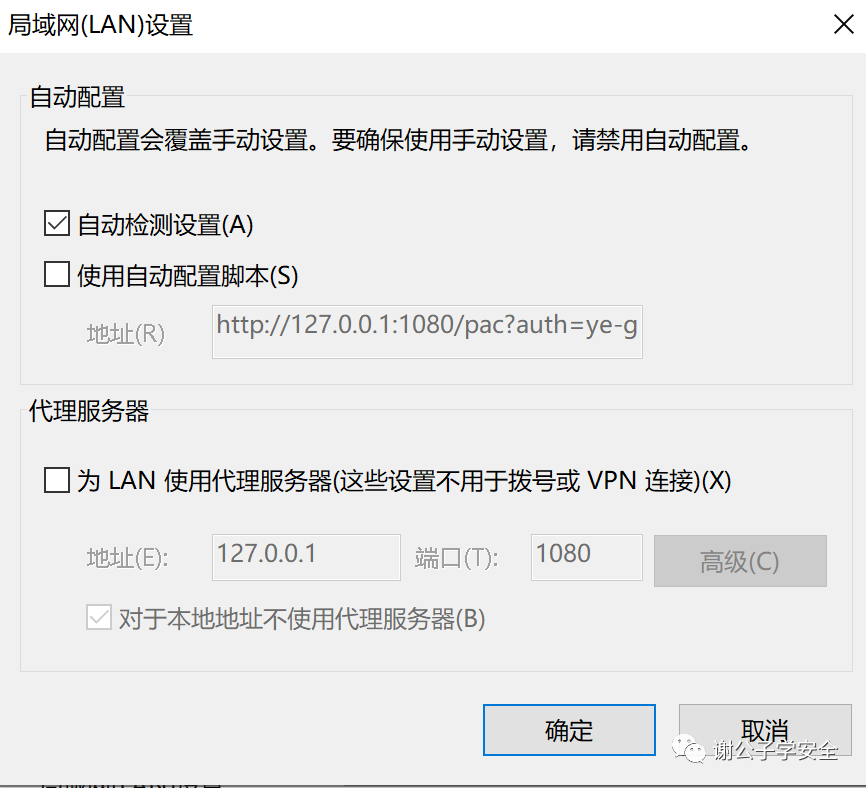 局域网(LAN)设置
自动配置
自动配置会覆盖手动设置。要确保使用手动设置，请禁用自动配置。
自动检测设置(A)
使用自动配置脚本(S)
地址(R)
http://127.0.0.1:1080/pac?auth=ye-g
代理服务器
为 LAN 使用代理服务器(这些设置不用于拨号或 VPN 连接)(X)
地址(E): 127.0.0.1 端口(T): 1080 高级(C)
对于本地地址不使用代理服务器(B)
确定 取消
谢公子学安全